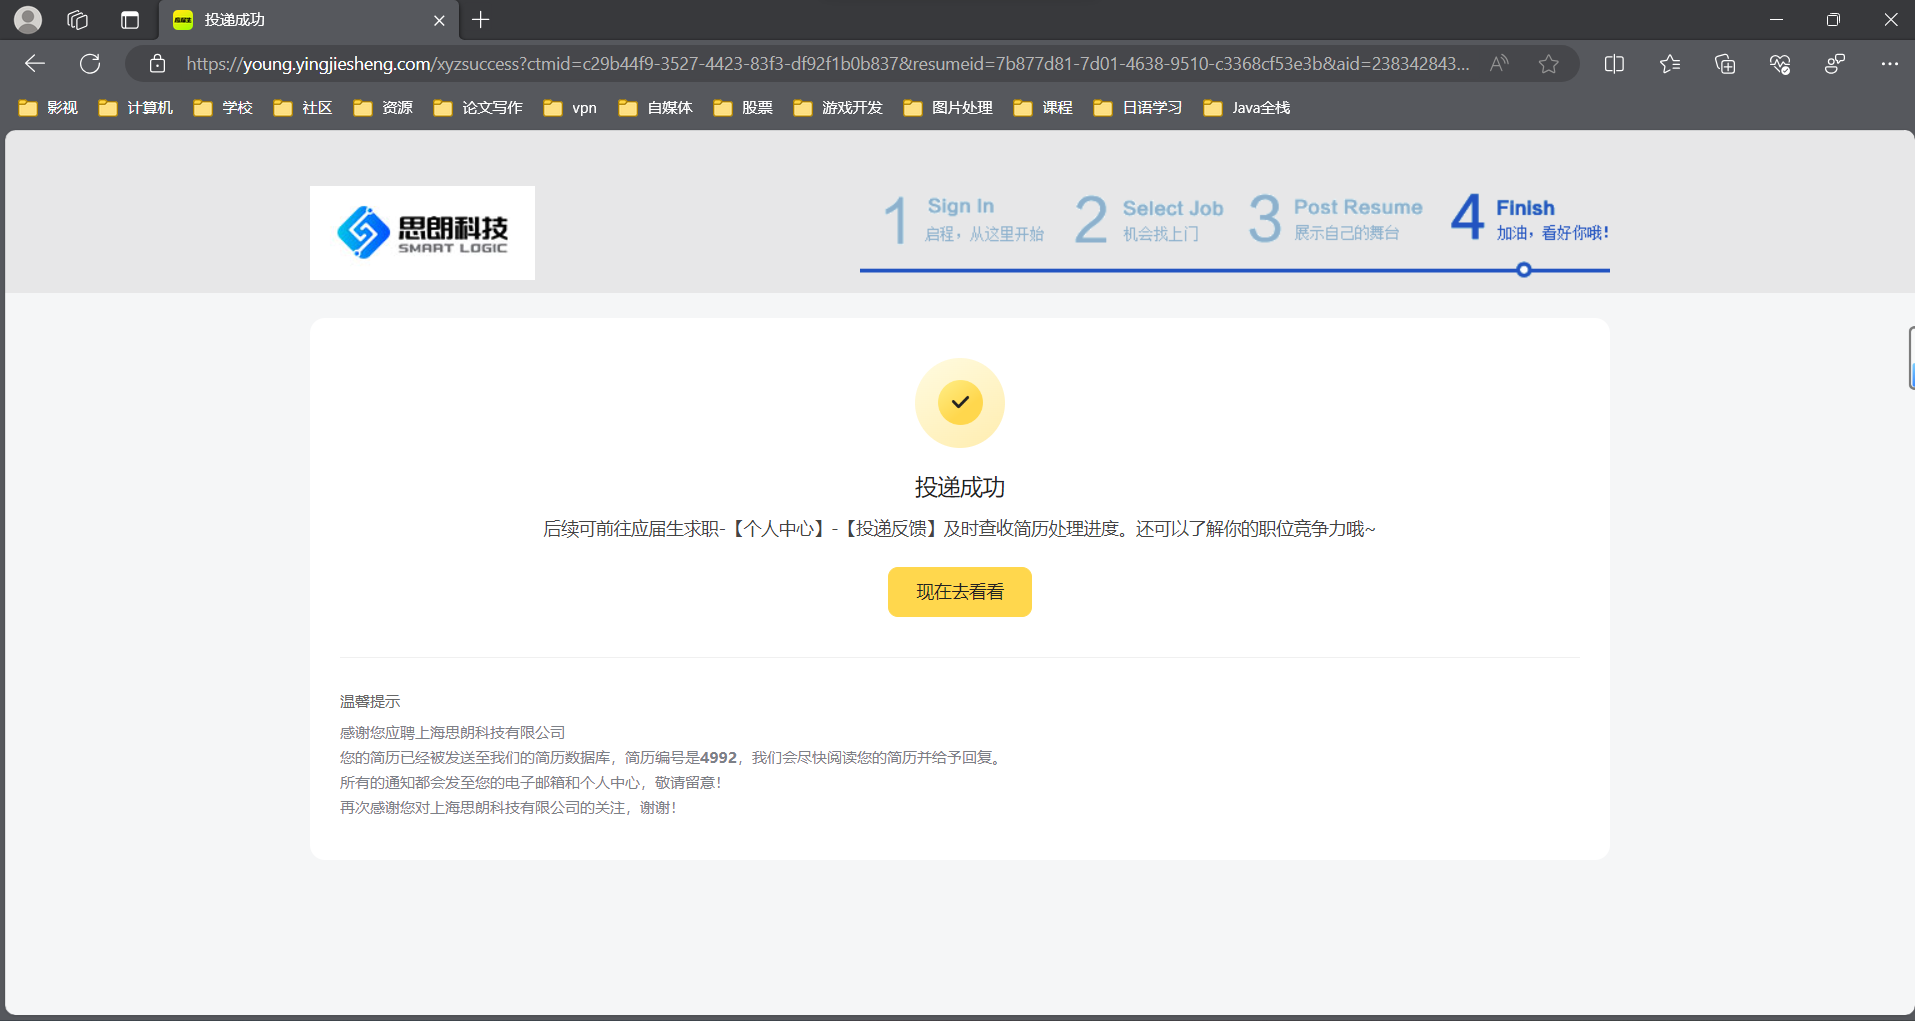 投递成功
https://young.yingjiesheng.com/xyzsuccess?ctmid=c29b44f9-3527-4423-83f3-df92f1b0b837&resumeid=7b877d81-7d01-4638-9510-c3368cf53e3b&aid=238342843...
影视 计算机 学校 社区 资源 论文写作 vpn 自媒体 股票 游戏开发 图片处理 课程 日语学习 Java全栈
思朗科技
SMART LOGIC
1 Sign In 2 Select Job 3 Post Resume 4 Finish
启程，从这里开始 机会找上门 展示自己的舞台 加油，看好你哦！
投递成功
后续可前往应届生求职-【个人中心】-【投递反馈】及时查收简历处理进度。还可以了解你的职位竞争力哦~
现在去看看
温馨提示
感谢您应聘上海思朗科技有限公司
您的简历已经被发送至我们的简历数据库，简历编号是4992，我们会尽快阅读您的简历并给予回复。
所有的通知都会发至您的电子邮箱和个人中心，敬请留意！
再次感谢您对上海思朗科技有限公司的关注，谢谢！